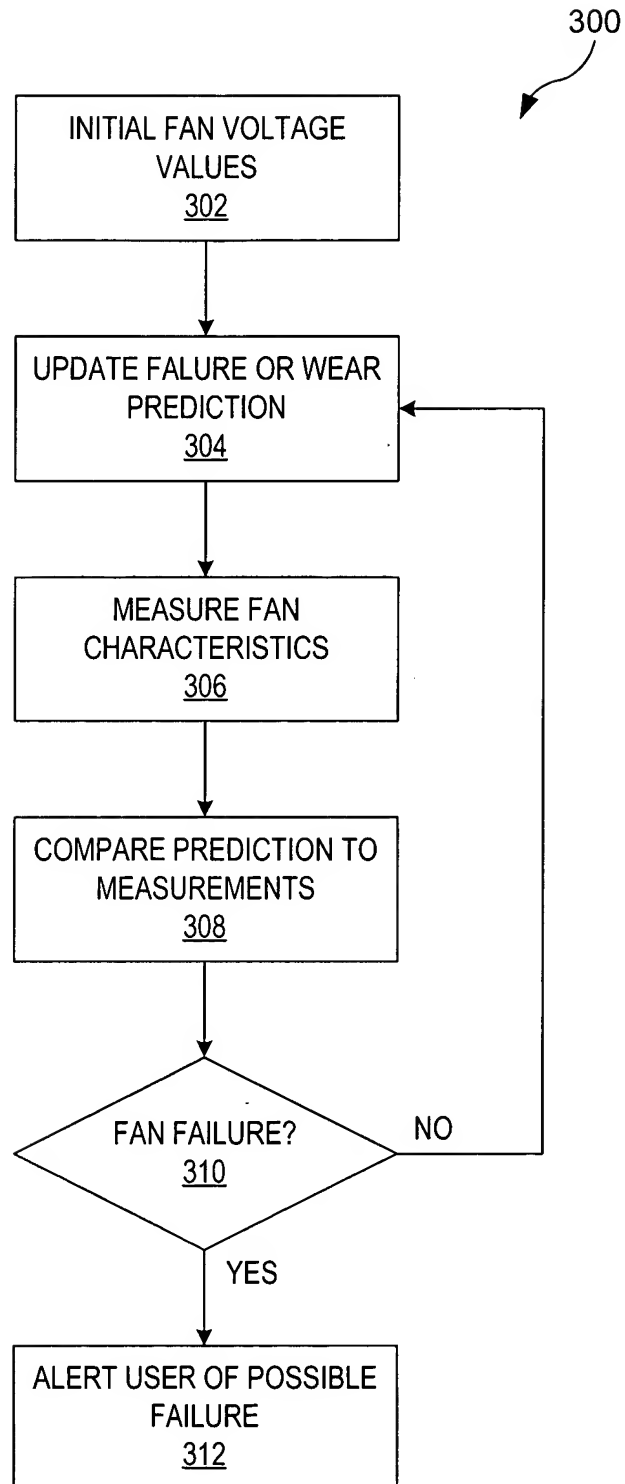 300
INITIAL FAN VOLTAGE
VALUES
302
UPDATE FALURE OR WEAR
PREDICTION
304
MEASURE FAN
CHARACTERISTICS
306
COMPARE PREDICTION TO
MEASUREMENTS
308
FAN FAILURE?
310
NO
YES
ALERT USER OF POSSIBLE
FAILURE
312